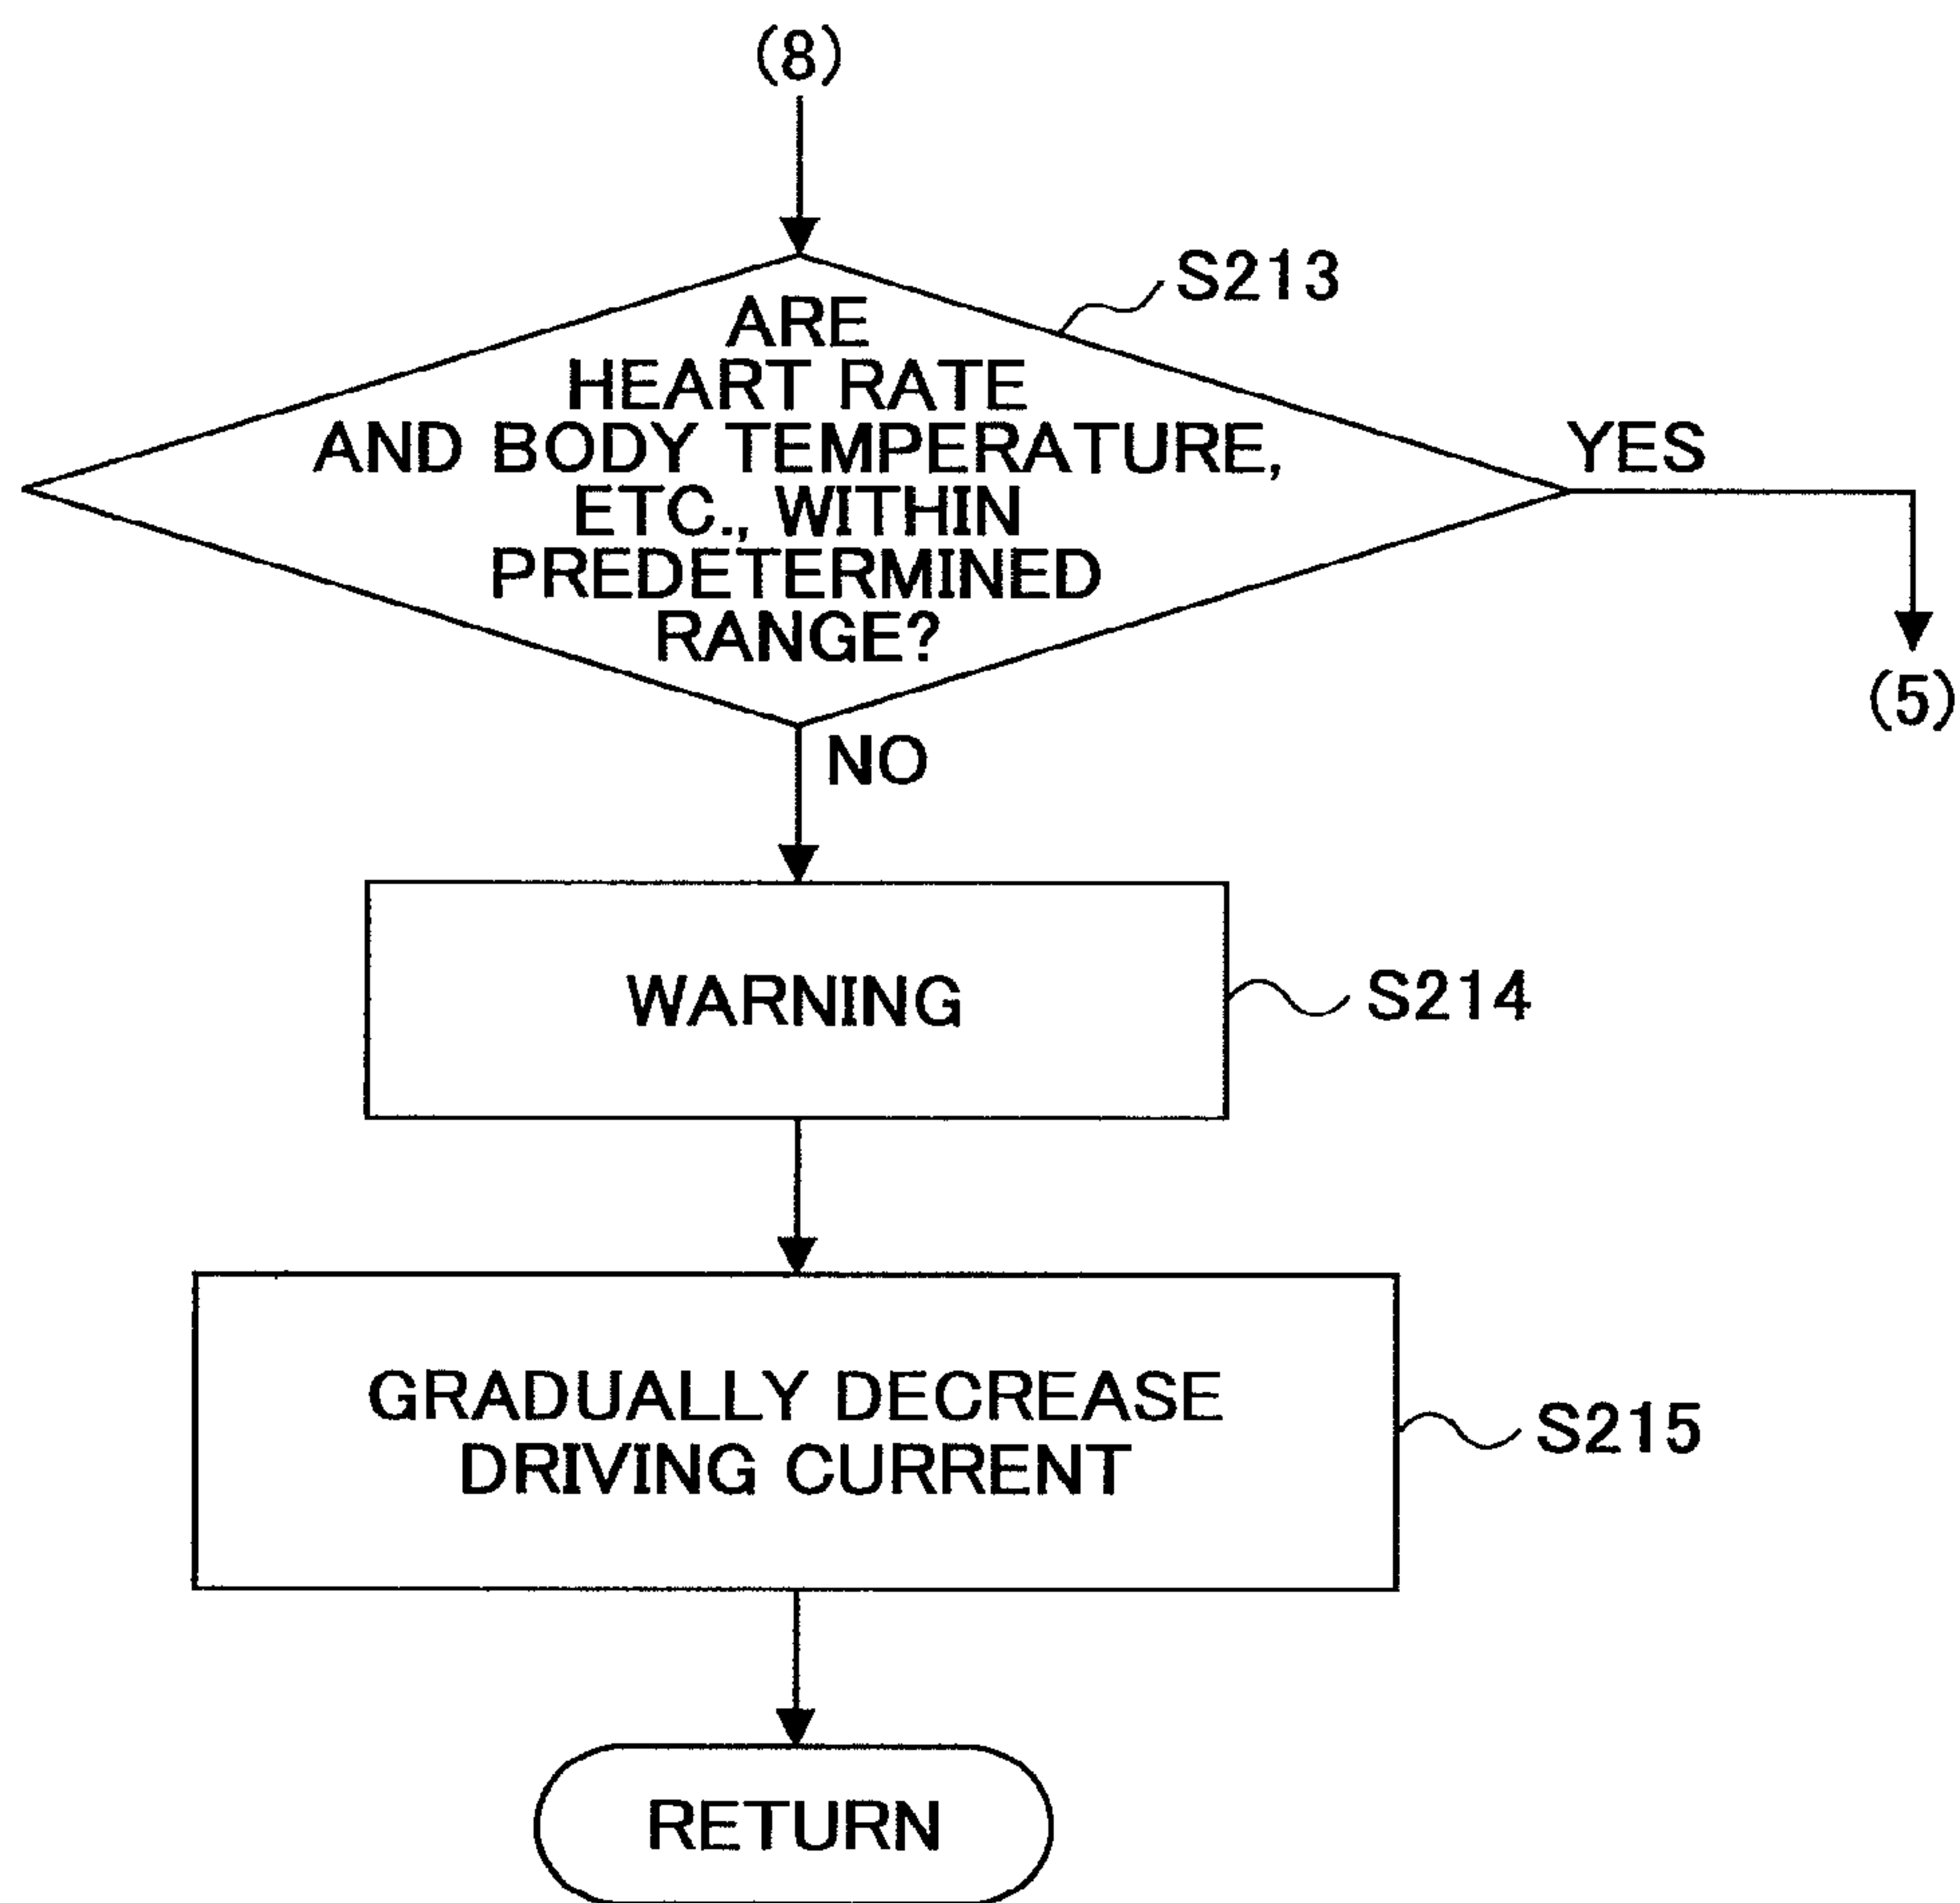 (8)
S213
ARE
HEART RATE
AND BODY TEMPERATURE,
ETC., WITHIN
PREDETERMINED
RANGE?
YES
(5)
NO
WARNING
S214
GRADUALLY DECREASE
DRIVING CURRENT
S215
RETURN